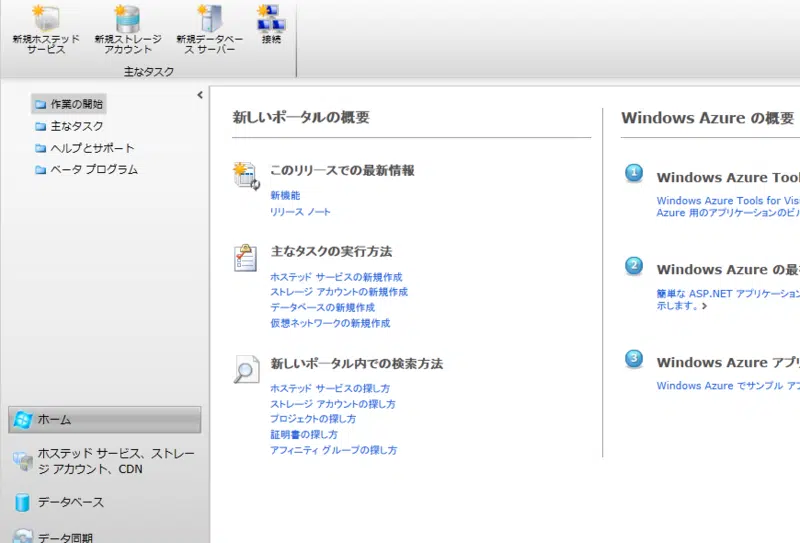 新規ホステッド
サービス
新規ストレージ
アカウント
新規データベー
ス サーバー
接続
主なタスク
作業の開始
主なタスク
ヘルプとサポート
ベータ プログラム
ホーム
ホステッド サービス、ストレー
ジ アカウント、CDN
データベース
データ同期
新しいポータルの概要
このリリースでの最新情報
新機能
リリース ノート
主なタスクの実行方法
ホステッド サービスの新規作成
ストレージ アカウントの新規作成
データベースの新規作成
仮想ネットワークの新規作成
新しいポータル内での検索方法
ホステッド サービスの探し方
ストレージ アカウントの探し方
プロジェクトの探し方
証明書の探し方
アフィニティ グループの探し方
Windows Azure の概要
1
Windows Azure Tool
Windows Azure Tools for Vis
Azure 用のアプリケーションのビル
2
Windows Azure の最
簡単な ASP.NET アプリケーション
示します。
3
Windows Azure アプリ
Windows Azure でサンプル アプ